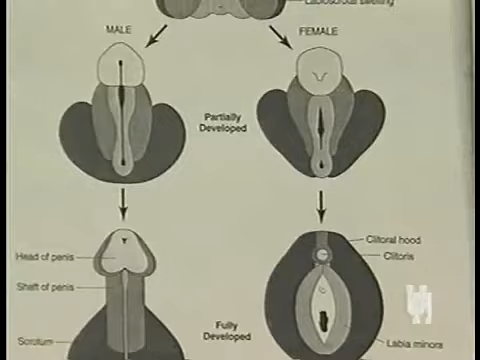 Labioscrotal swelling
MALE
FEMALE
Partially
Developed
Clitoral hood
Head of penis
Clitoris
Shaft of penis
Fully
Developed
Scrotum
Labia minora